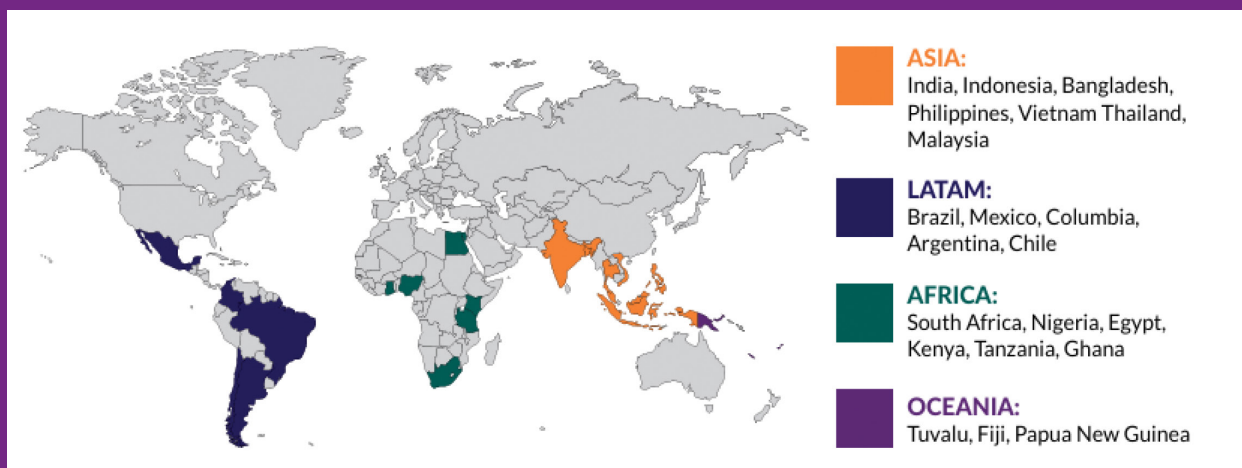 ASIA:
India, Indonesia, Bangladesh,
Philippines, Vietnam Thailand,
Malaysia
LATAM:
Brazil, Mexico, Columbia,
Argentina, Chile
AFRICA:
South Africa, Nigeria, Egypt,
Kenya, Tanzania, Ghana
OCEANIA:
Tuvalu, Fiji, Papua New Guinea